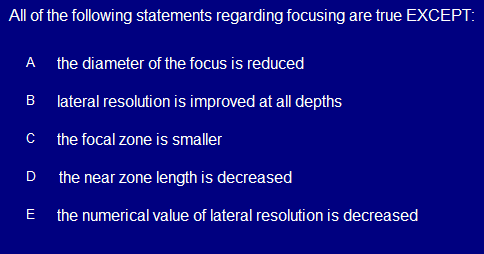 All of the following statements regarding focusing are true EXCEPT:
A the diameter of the focus is reduced
B lateral resolution is improved at all depths
C the focal zone is smaller
D the near zone length is decreased
E the numerical value of lateral resolution is decreased